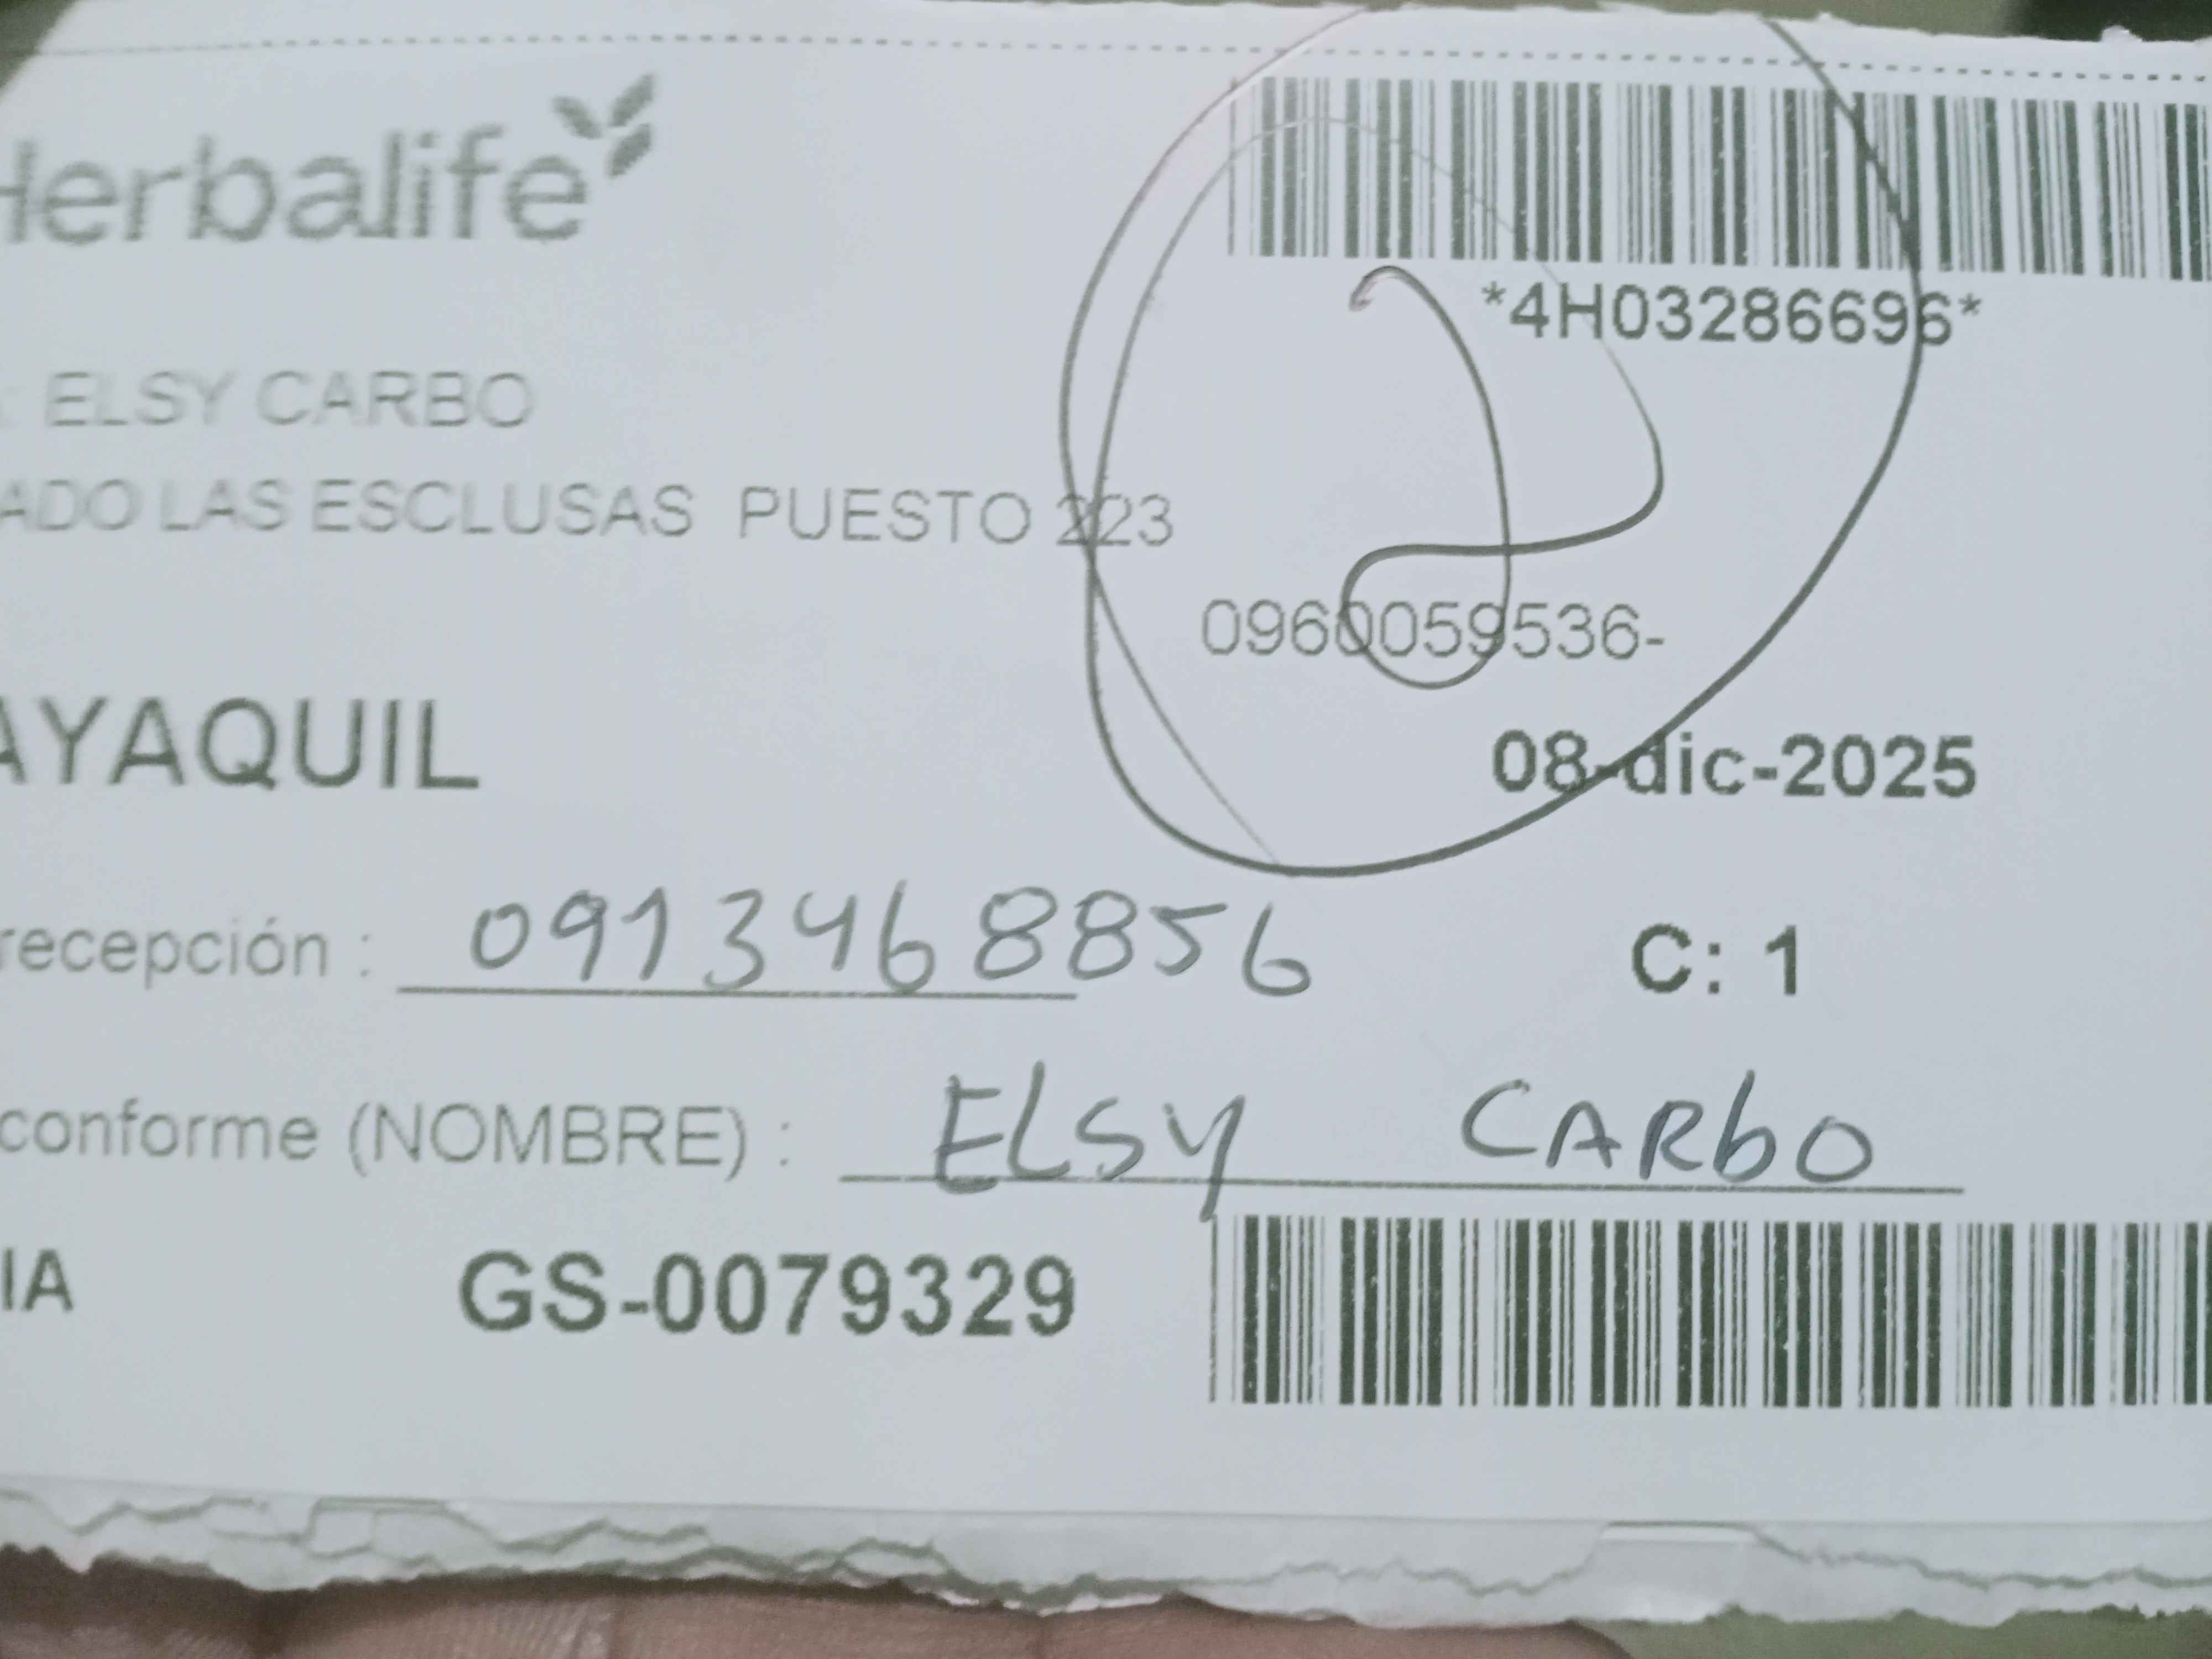 Herbalife
*4H03286696*
: ELSY CARBO
ADO LAS ESCLUSAS PUESTO 223
0960059536-
AYAQUIL
08-dic-2025
recepción : 0913468856
C: 1
conforme (NOMBRE) : ELSY CARbO
IA GS-0079329